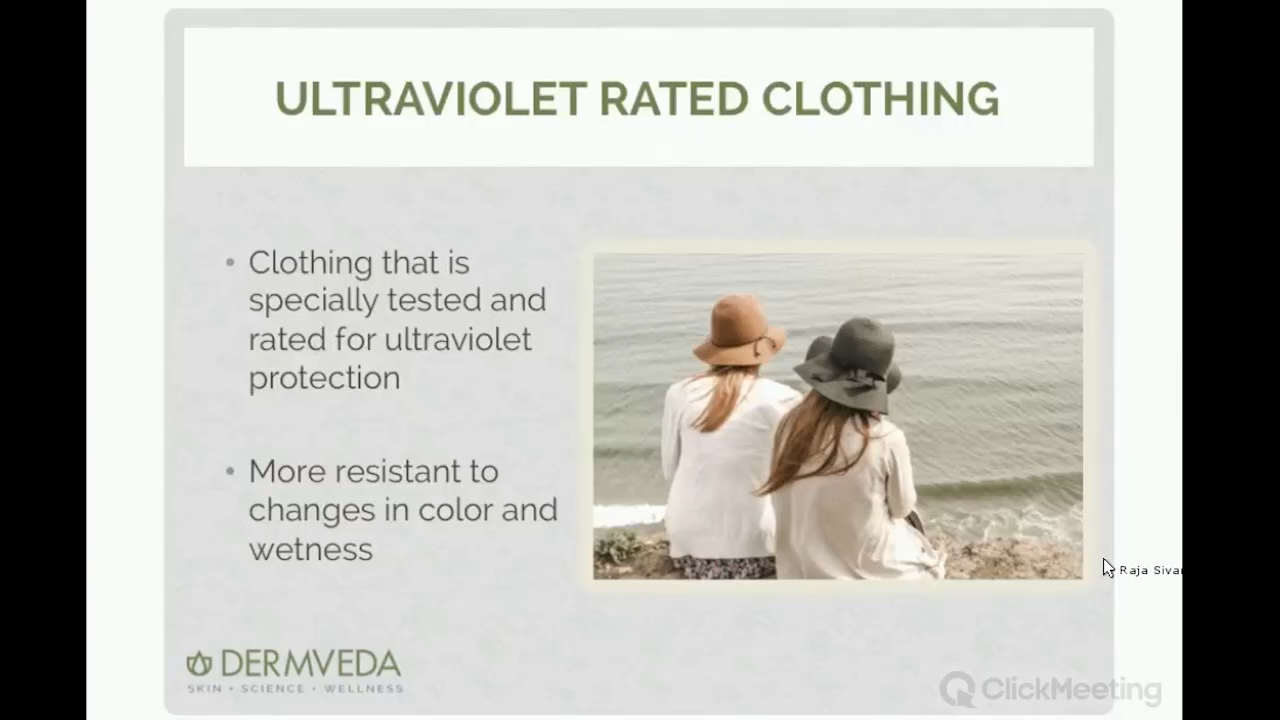 ULTRAVIOLET RATED CLOTHING
• Clothing that is
specially tested and
rated for ultraviolet
protection
• More resistant to
changes in color and
wetness
Raja Sivar
DERMVEDA
SKIN • SCIENCE • WELLNESS
ClickMeeting